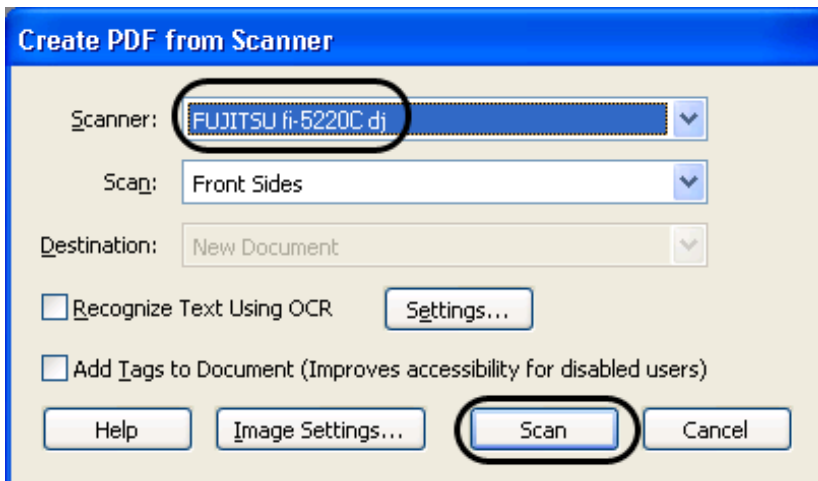 Create PDF from Scanner
Scanner: FUJITSU fi-5220C dj
Scan: Front Sides
Destination: New Document
Recognize Text Using OCR Settings...
Add Tags to Document (Improves accessibility for disabled users)
Help Image Settings... Scan Cancel